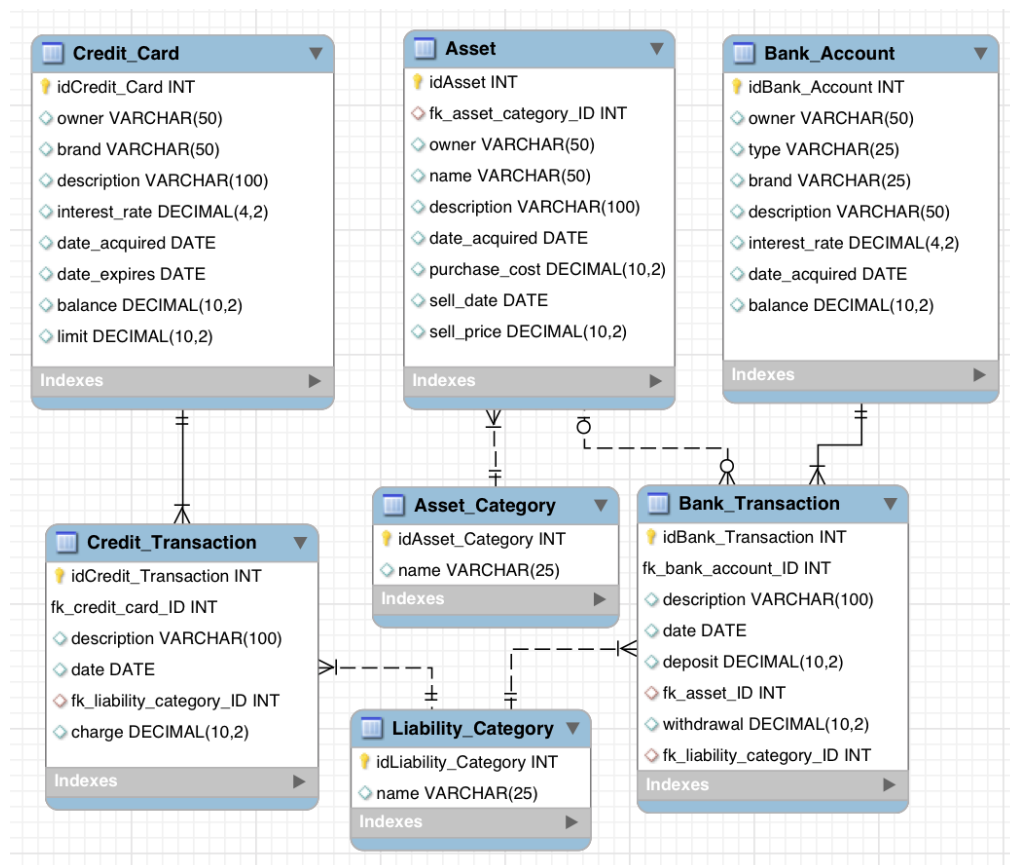 Credit_Card
idCredit_Card INT
owner VARCHAR(50)
brand VARCHAR(50)
description VARCHAR(100)
interest_rate DECIMAL(4,2)
date_acquired DATE
date_expires DATE
balance DECIMAL(10,2)
limit DECIMAL(10,2)
Indexes
Asset
idAsset INT
fk_asset_category_ID INT
owner VARCHAR(50)
name VARCHAR(50)
description VARCHAR(100)
date_acquired DATE
purchase_cost DECIMAL(10,2)
sell_date DATE
sell_price DECIMAL(10,2)
Indexes
Bank_Account
idBank_Account INT
owner VARCHAR(50)
type VARCHAR(25)
brand VARCHAR(25)
description VARCHAR(50)
interest_rate DECIMAL(4,2)
date_acquired DATE
balance DECIMAL(10,2)
Indexes
Credit_Transaction
idCredit_Transaction INT
fk_credit_card_ID INT
description VARCHAR(100)
date DATE
fk_liability_category_ID INT
charge DECIMAL(10,2)
Indexes
Asset_Category
idAsset_Category INT
name VARCHAR(25)
Indexes
Bank_Transaction
idBank_Transaction INT
fk_bank_account_ID INT
description VARCHAR(100)
date DATE
deposit DECIMAL(10,2)
fk_asset_ID INT
withdrawal DECIMAL(10,2)
fk_liability_category_ID INT
Indexes
Liability_Category
idLiability_Category INT
name VARCHAR(25)
Indexes